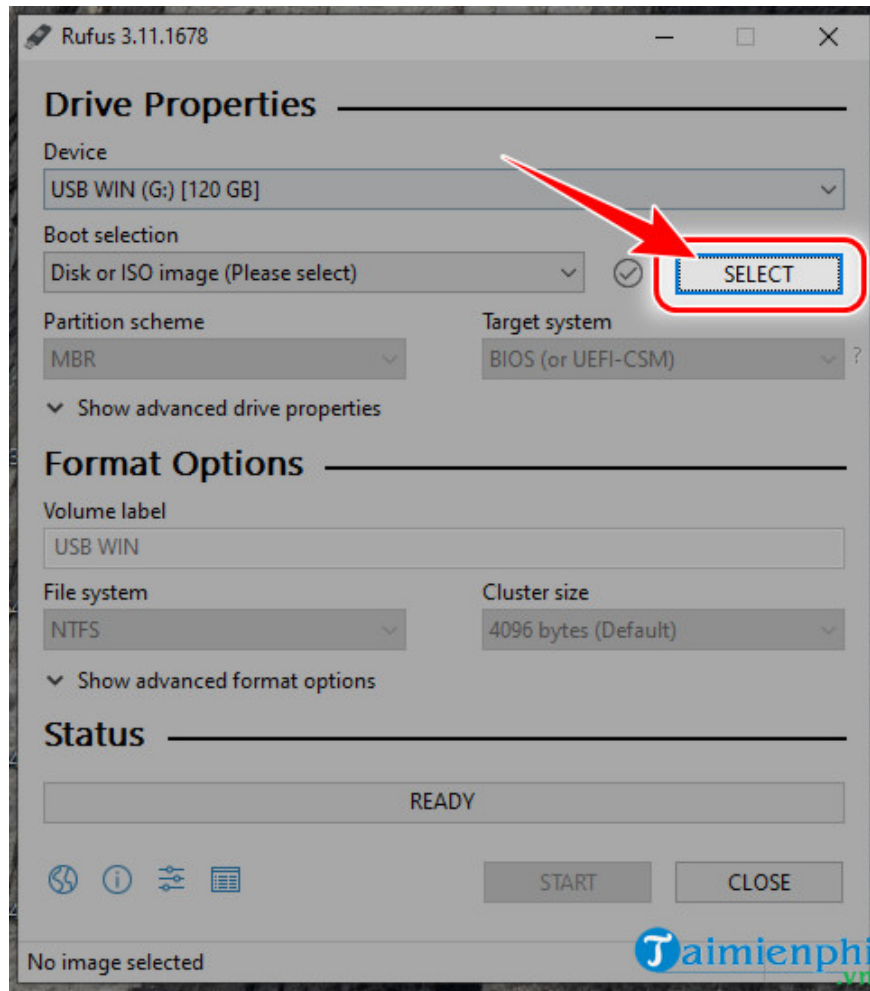 Rufus 3.11.1678
Drive Properties
Device
USB WIN (G:) [120 GB]
Boot selection
Disk or ISO image (Please select)
SELECT
Partition scheme
Target system
MBR
BIOS (or UEFI-CSM)
?
Show advanced drive properties
Format Options
Volume label
USB WIN
File system
Cluster size
NTFS
4096 bytes (Default)
Show advanced format options
Status
READY
START
CLOSE
No image selected
Taimienphi
.vn